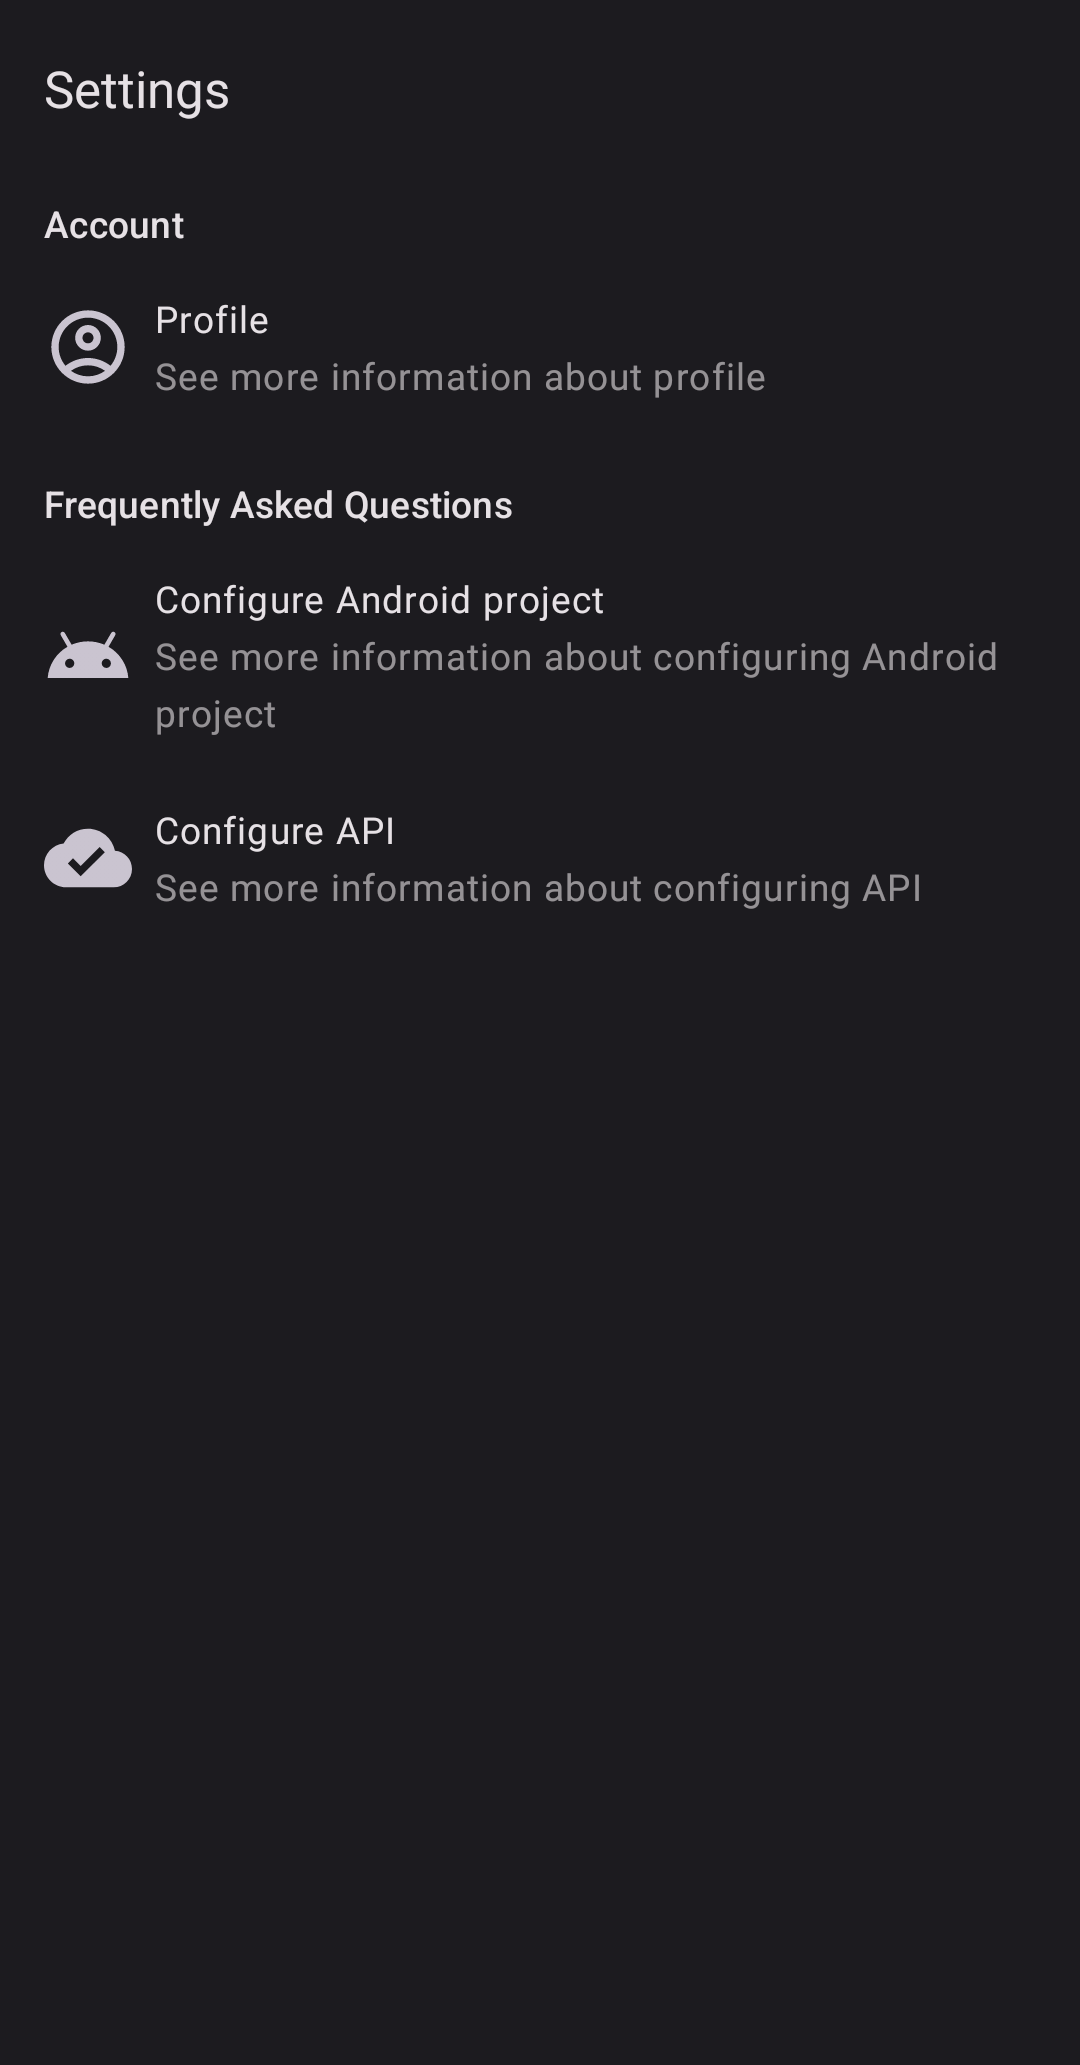 Settings
Account
Profile
See more information about profile
Frequently Asked Questions
Configure Android project
See more information about configuring Android
project
Configure API
See more information about configuring API